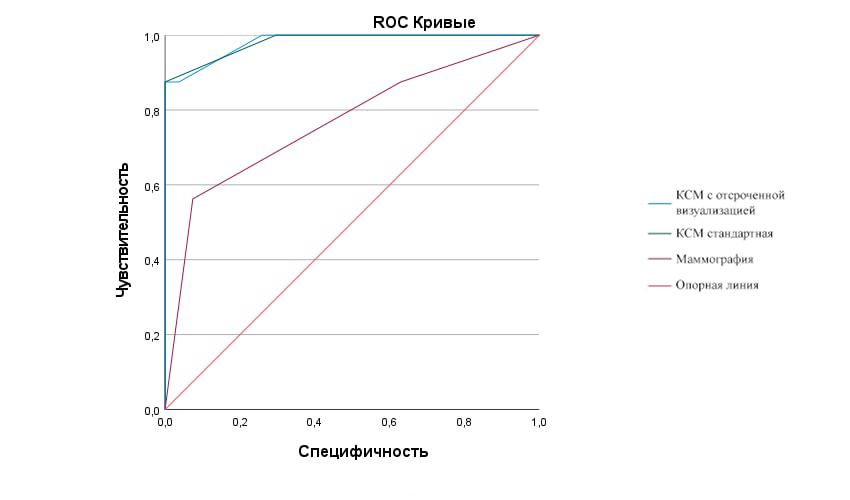 ROC Кривые
1,0
0,8
0,6
0,4
0,2
0,0
Чувствительность
0,0 0,2 0,4 0,6 0,8 1,0
Специфичность
КСМ с отсроченной
визуализацией
КСМ стандартная
Маммография
Опорная линия